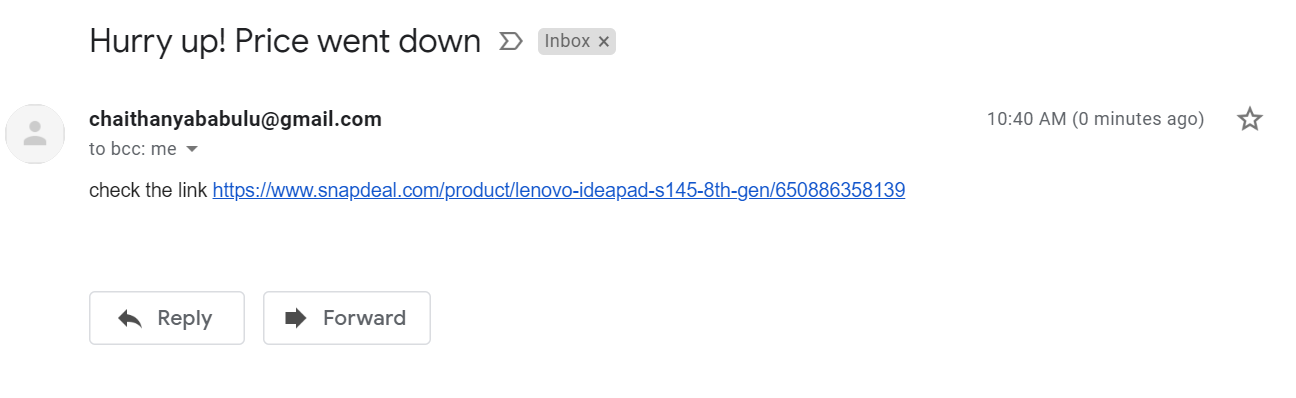 Hurry up! Price went down Inbox x
chaithanyababulu@gmail.com 10:40 AM (0 minutes ago)
to bcc: me
check the link https://www.snapdeal.com/product/lenovo-ideapad-s145-8th-gen/650886358139
Reply Forward